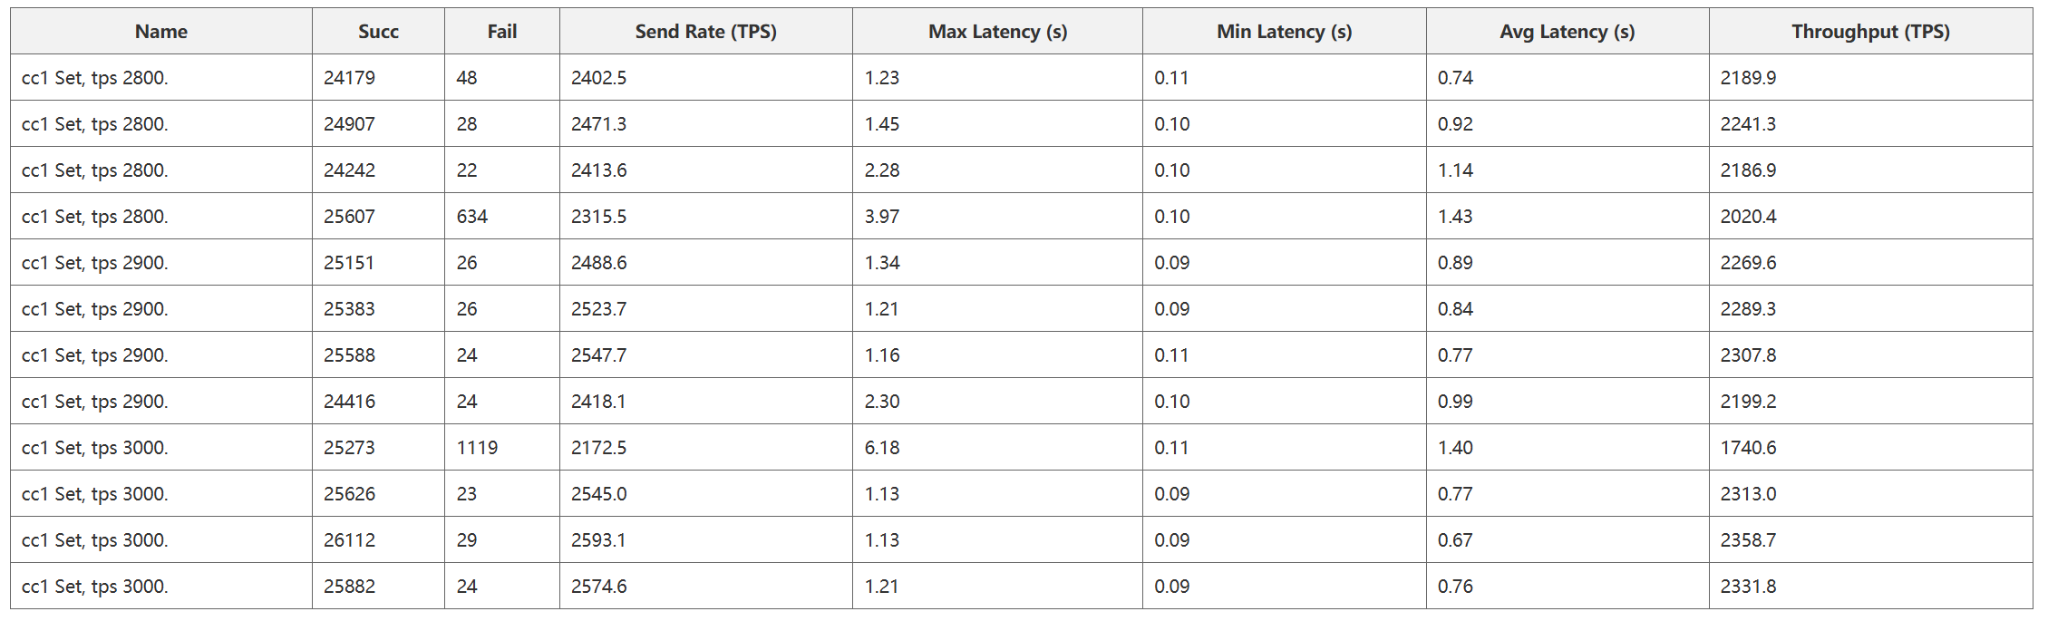 Name Succ Fail Send Rate (TPS) Max Latency (s) Min Latency (s) Avg Latency (s) Throughput (TPS)
cc1 Set, tps 2800. 24179 48 2402.5 1.23 0.11 0.74 2189.9
cc1 Set, tps 2800. 24907 28 2471.3 1.45 0.10 0.92 2241.3
cc1 Set, tps 2800. 24242 22 2413.6 2.28 0.10 1.14 2186.9
cc1 Set, tps 2800. 25607 634 2315.5 3.97 0.10 1.43 2020.4
cc1 Set, tps 2900. 25151 26 2488.6 1.34 0.09 0.89 2269.6
cc1 Set, tps 2900. 25383 26 2523.7 1.21 0.09 0.84 2289.3
cc1 Set, tps 2900. 25588 24 2547.7 1.16 0.11 0.77 2307.8
cc1 Set, tps 2900. 24416 24 2418.1 2.30 0.10 0.99 2199.2
cc1 Set, tps 3000. 25273 1119 2172.5 6.18 0.11 1.40 1740.6
cc1 Set, tps 3000. 25626 23 2545.0 1.13 0.09 0.77 2313.0
cc1 Set, tps 3000. 26112 29 2593.1 1.13 0.09 0.67 2358.7
cc1 Set, tps 3000. 25882 24 2574.6 1.21 0.09 0.76 2331.8